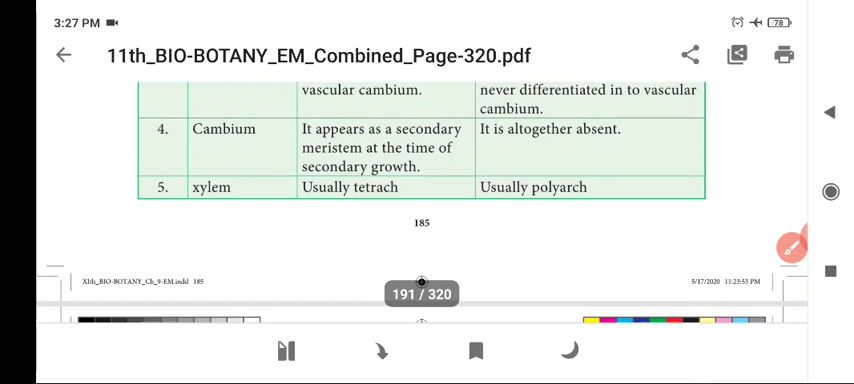 3:27 PM
78
11th_BIO-BOTANY_EM_Combined_Page-320.pdf
vascular cambium.
never differentiated in to vascular
cambium.
4. Cambium
It appears as a secondary
meristem at the time of
secondary growth.
It is altogether absent.
5. xylem Usually tetrach Usually polyarch
185
XIth_BIO-BOTANY_Ch_9-EM.indd 185
5/17/2020 11:23:53 PM
191 / 320